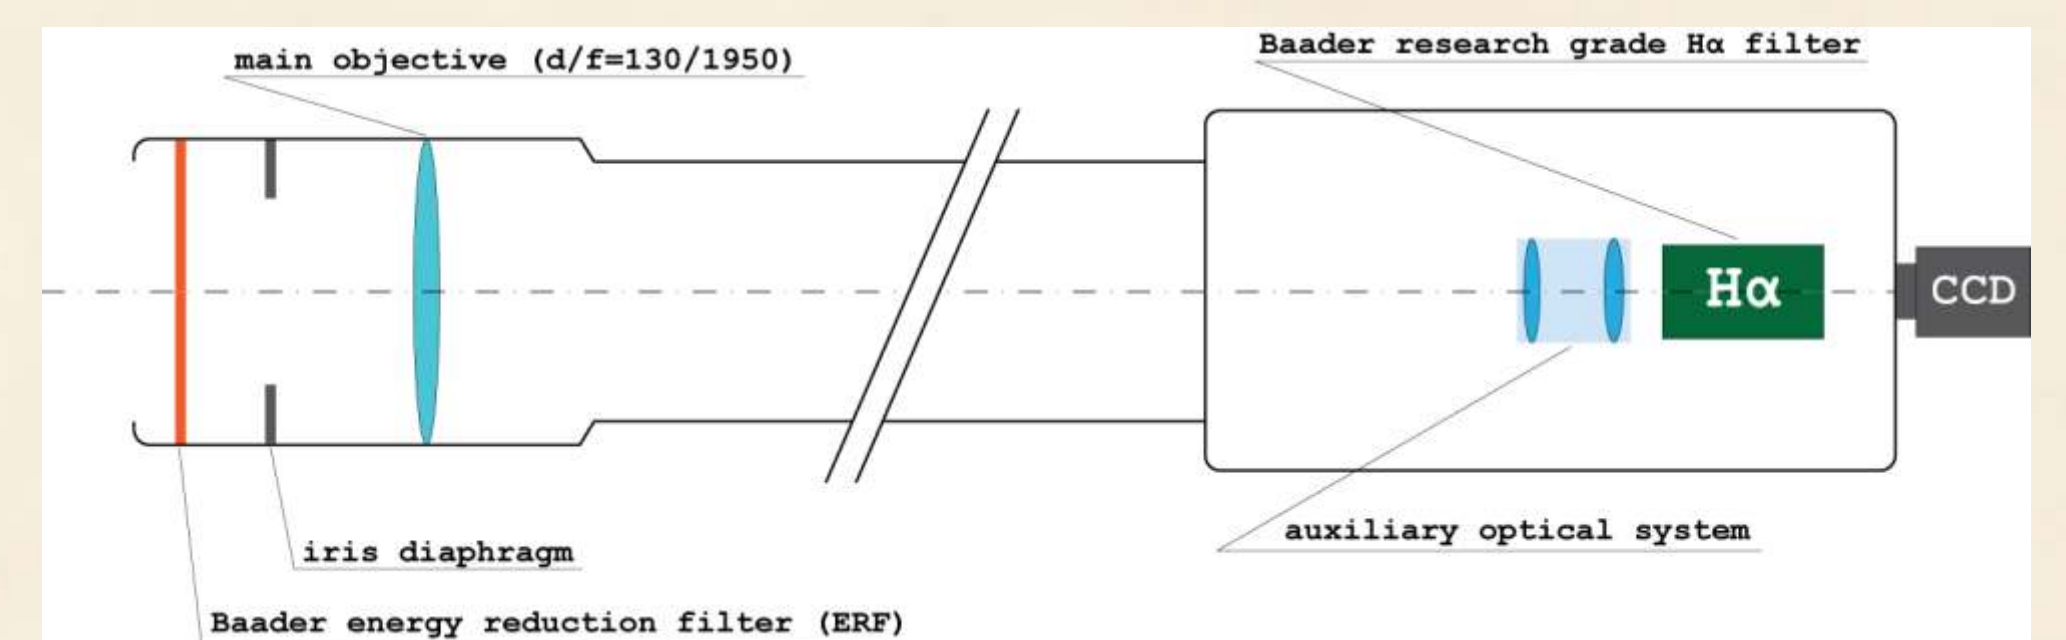 main objective (d/f=130/1950)
Baader research grade Hα filter
Hα
CCD
auxiliary optical system
iris diaphragm
Baader energy reduction filter (ERF)